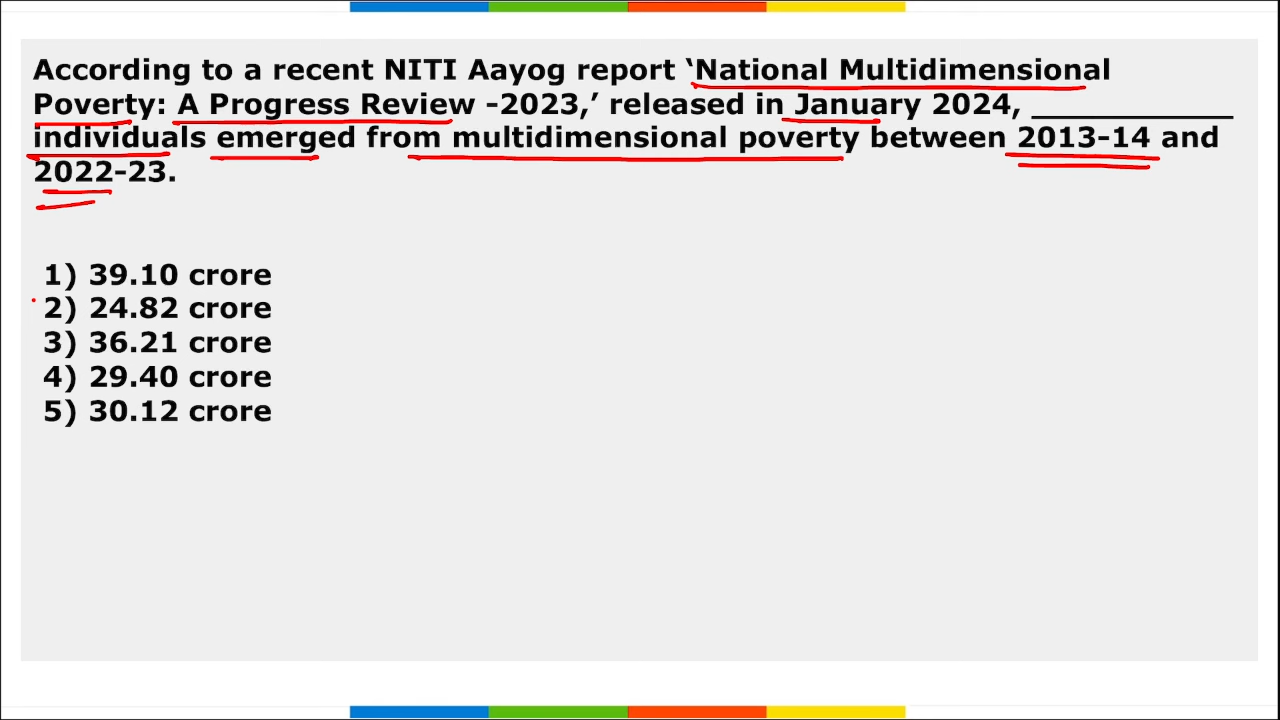 According to a recent NITI Aayog report ‘National Multidimensional
Poverty: A Progress Review -2023,’ released in January 2024, ______________
individuals emerged from multidimensional poverty between 2013-14 and
2022-23.
1) 39.10 crore
2) 24.82 crore
3) 36.21 crore
4) 29.40 crore
5) 30.12 crore